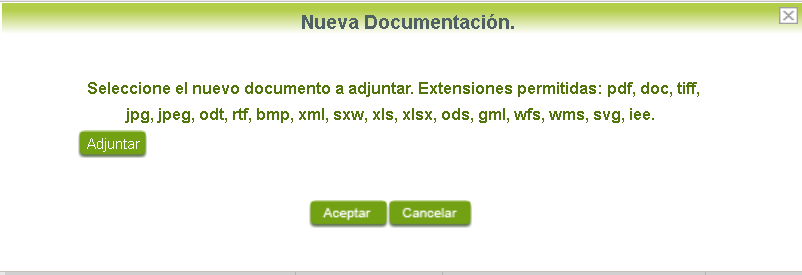 Nueva Documentación.
Seleccione el nuevo documento a adjuntar. Extensiones permitidas: pdf, doc, tiff,
jpg, jpeg, odt, rtf, bmp, xml, sxw, xls, xlsx, ods, gml, wfs, wms, svg, iee.
Adjuntar
Aceptar Cancelar